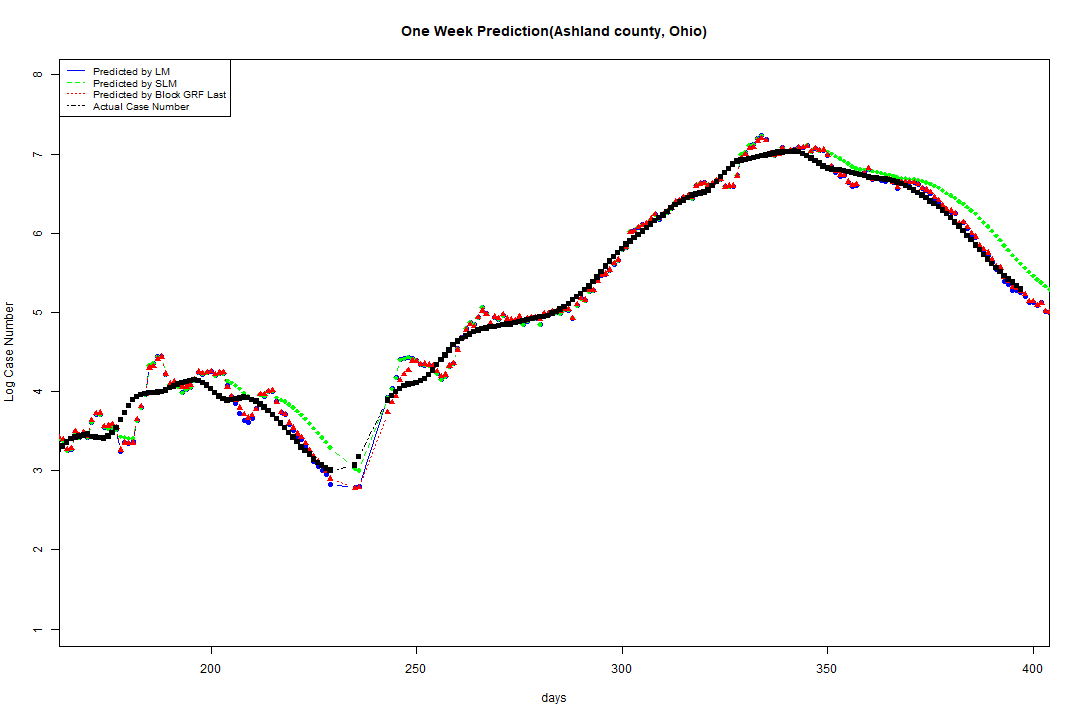 One Week Prediction(Ashland county, Ohio)
Predicted by LM
Predicted by SLM
Predicted by Block GRF Last
Actual Case Number
8
7
6
5
4
3
2
1
Log Case Number
200 250 300 350 400
days